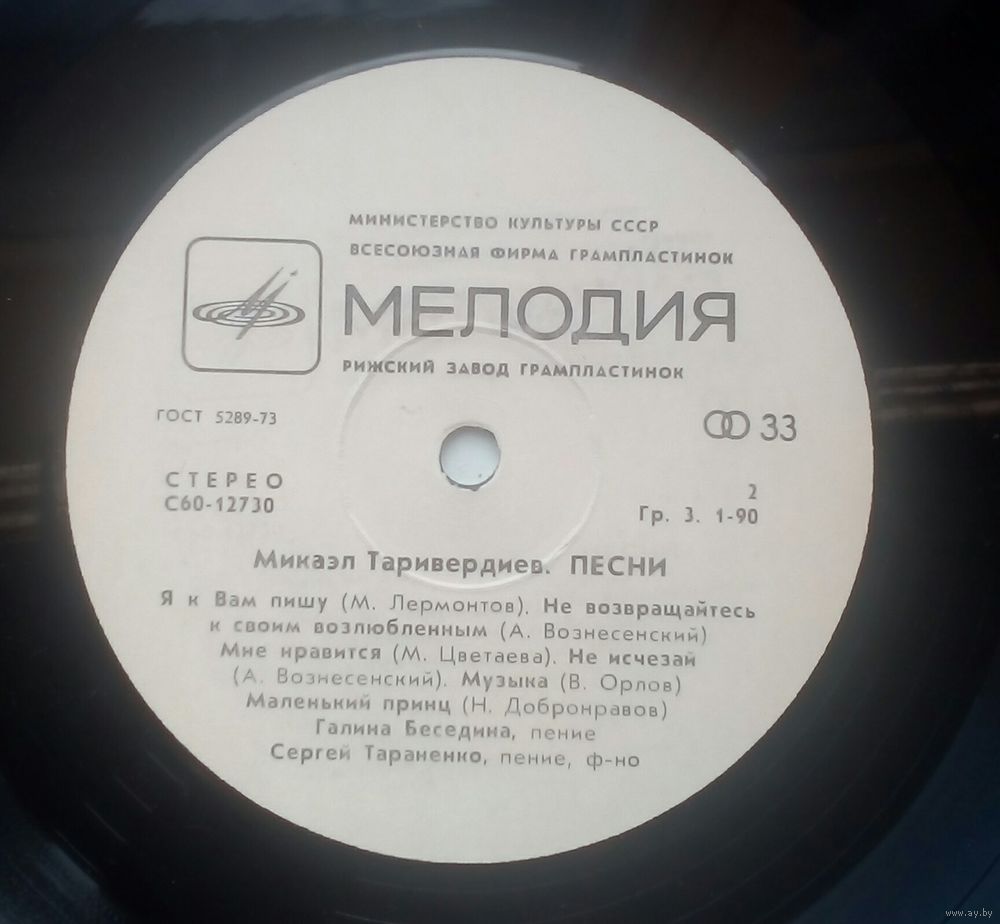 МИНИСТЕРСТВО КУЛЬТУРЫ СССР
ВСЕСОЮЗНАЯ ФИРМА ГРАМПЛАСТИНОК
МЕЛОДИЯ
РИЖСКИЙ ЗАВОД ГРАМПЛАСТИНОК
ГОСТ 5289-73
33
СТЕРЕО
С60-12730
2
Гр. 3. 1-90
Микаэл Таривердиев. ПЕСНИ
Я к Вам пишу (М. Лермонтов). Не возвращайтесь
к своим возлюбленным (А. Вознесенский)
Мне нравится (М. Цветаева). Не исчезай
(А. Вознесенский). Музыка (В. Орлов)
Маленький принц (Н. Добронравов)
Галина Беседина, пение
Сергей Тараненко, пение, ф-но
www.ay.by